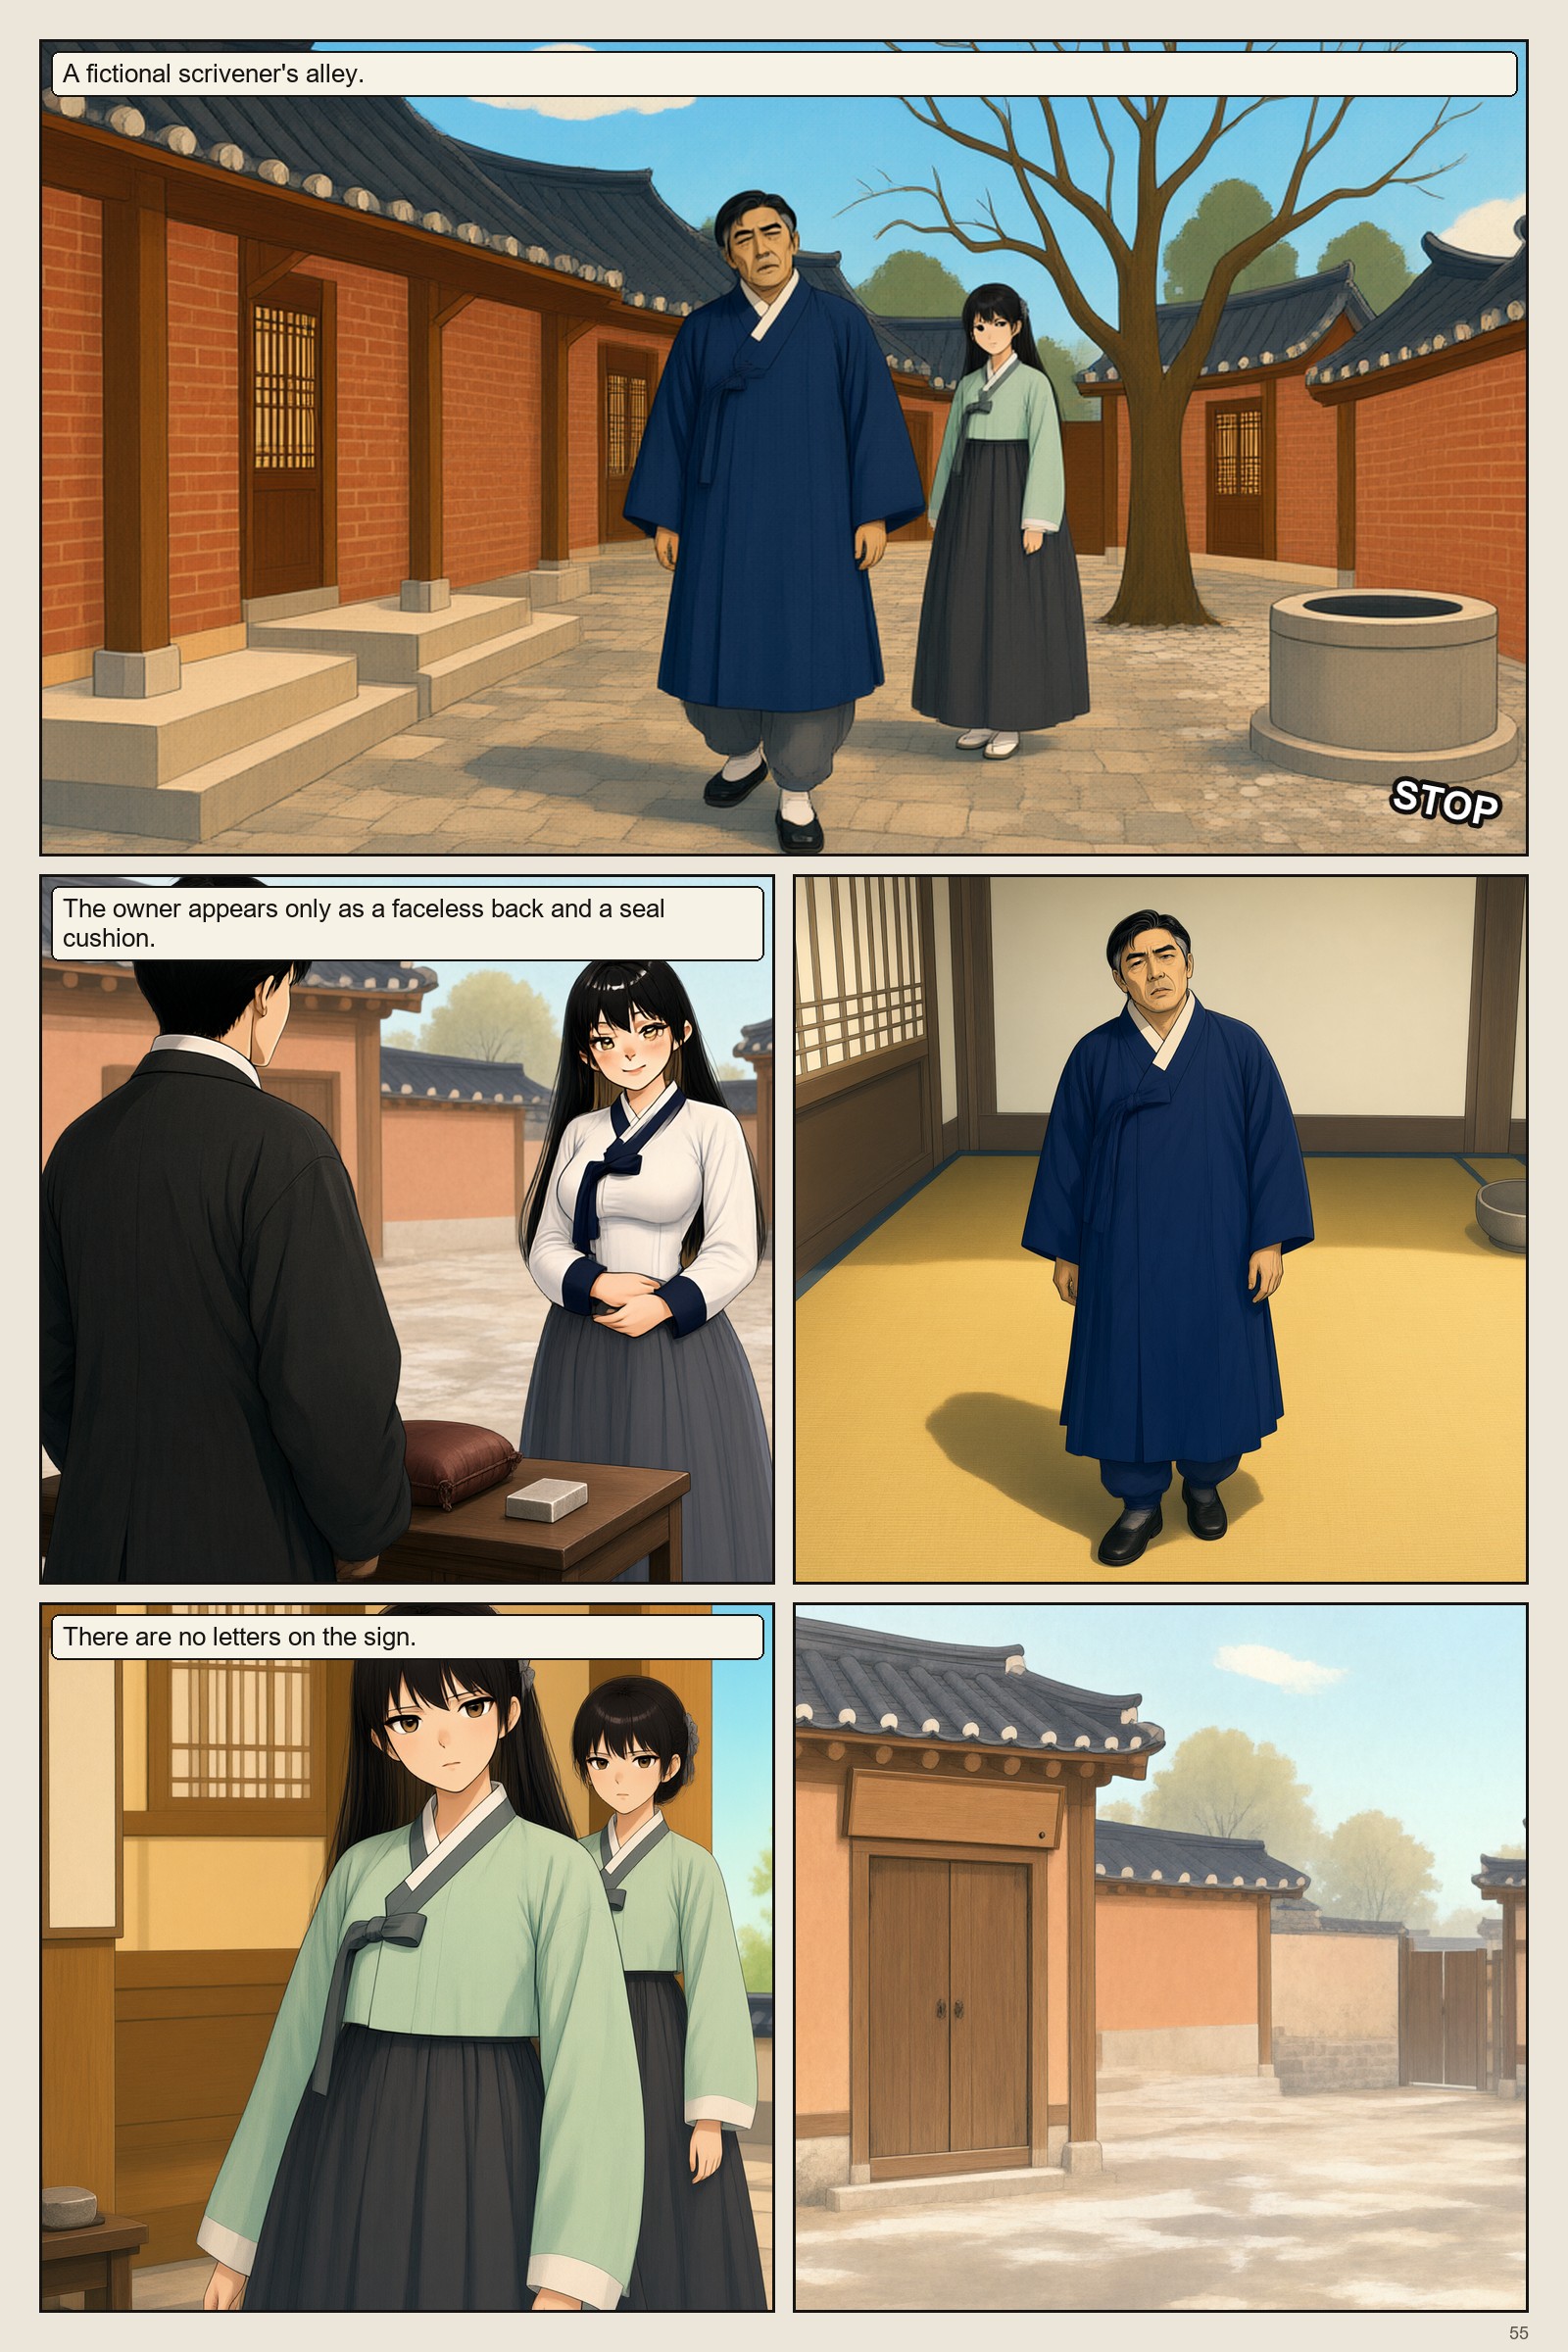 A fictional scrivener's alley.
STOP
The owner appears only as a faceless back and a seal
cushion.
There are no letters on the sign.
55